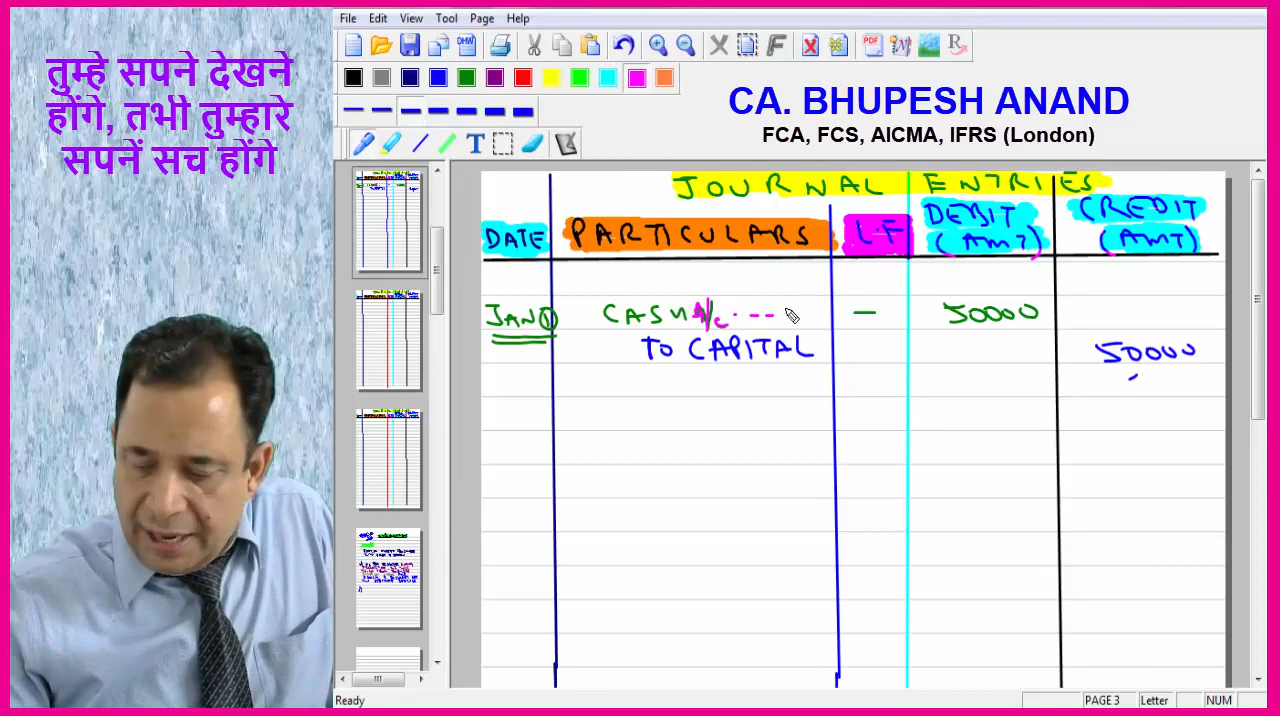 तुम्हे सपने देखने
होंगे, तभी तुम्हारे
सपनें सच होंगे
File Edit View Tool Page Help
CA. BHUPESH ANAND
FCA, FCS, AICMA, IFRS (London)
JOURNAL ENTRIES
DATE PARTICULARS L.F DEBIT (AMT) CREDIT (AMT)
JAN 1 CASH A/c - - - — 50000
TO CAPITAL 50000
Ready PAGE 3 Letter NUM